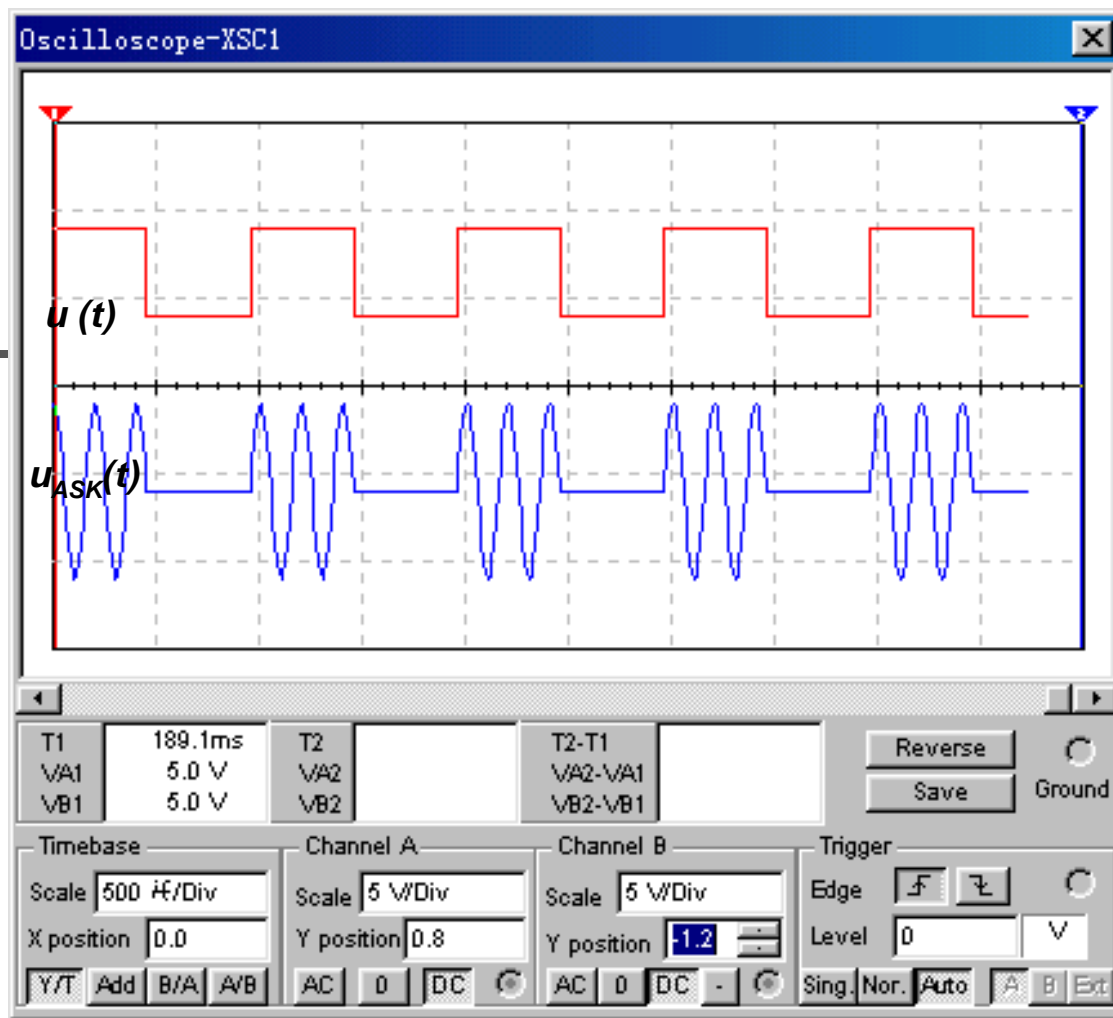 Oscilloscope-XSC1
1
2
u (t)
uASK(t)
T1 189.1ms
VA1 5.0 V
VB1 5.0 V
T2
VA2
VB2
T2-T1
VA2-VA1
VB2-VB1
Reverse
Save
Ground
Timebase
Scale 500 /Div
X position 0.0
Y/T Add B/A A/B
Channel A
Scale 5 V/Div
Y position 0.8
AC 0 DC
Channel B
Scale 5 V/Div
Y position -1.2
AC 0 DC -
Trigger
Edge
Level 0 V
Sing. Nor. Auto A B Ext